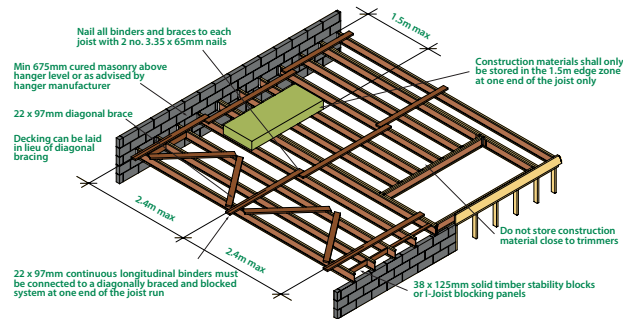 Nail all binders and braces to each
joist with 2 no. 3.35 x 65mm nails
1.5m max
Min 675mm cured masonry above
hanger level or as advised by
hanger manufacturer
Construction materials shall only
be stored in the 1.5m edge zone
at one end of the joist only
22 x 97mm diagonal brace
Decking can be laid
in lieu of diagonal
bracing
2.4m max
2.4m max
Do not store construction
material close to trimmers
22 x 97mm continuous longitudinal binders must
be connected to a diagonally braced and blocked
system at one end of the joist run
38 x 125mm solid timber stability blocks
or I-Joist blocking panels